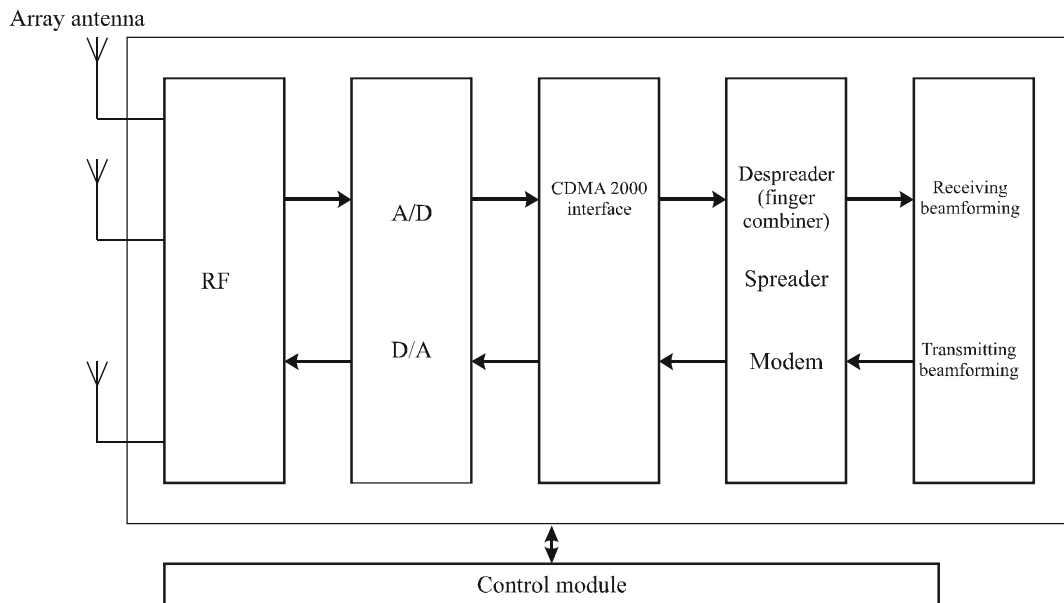 Array antenna
RF
A/D
D/A
CDMA 2000
interface
Despreader
(finger
combiner)
Spreader
Modem
Receiving
beamforming
Transmitting
beamforming
Control module